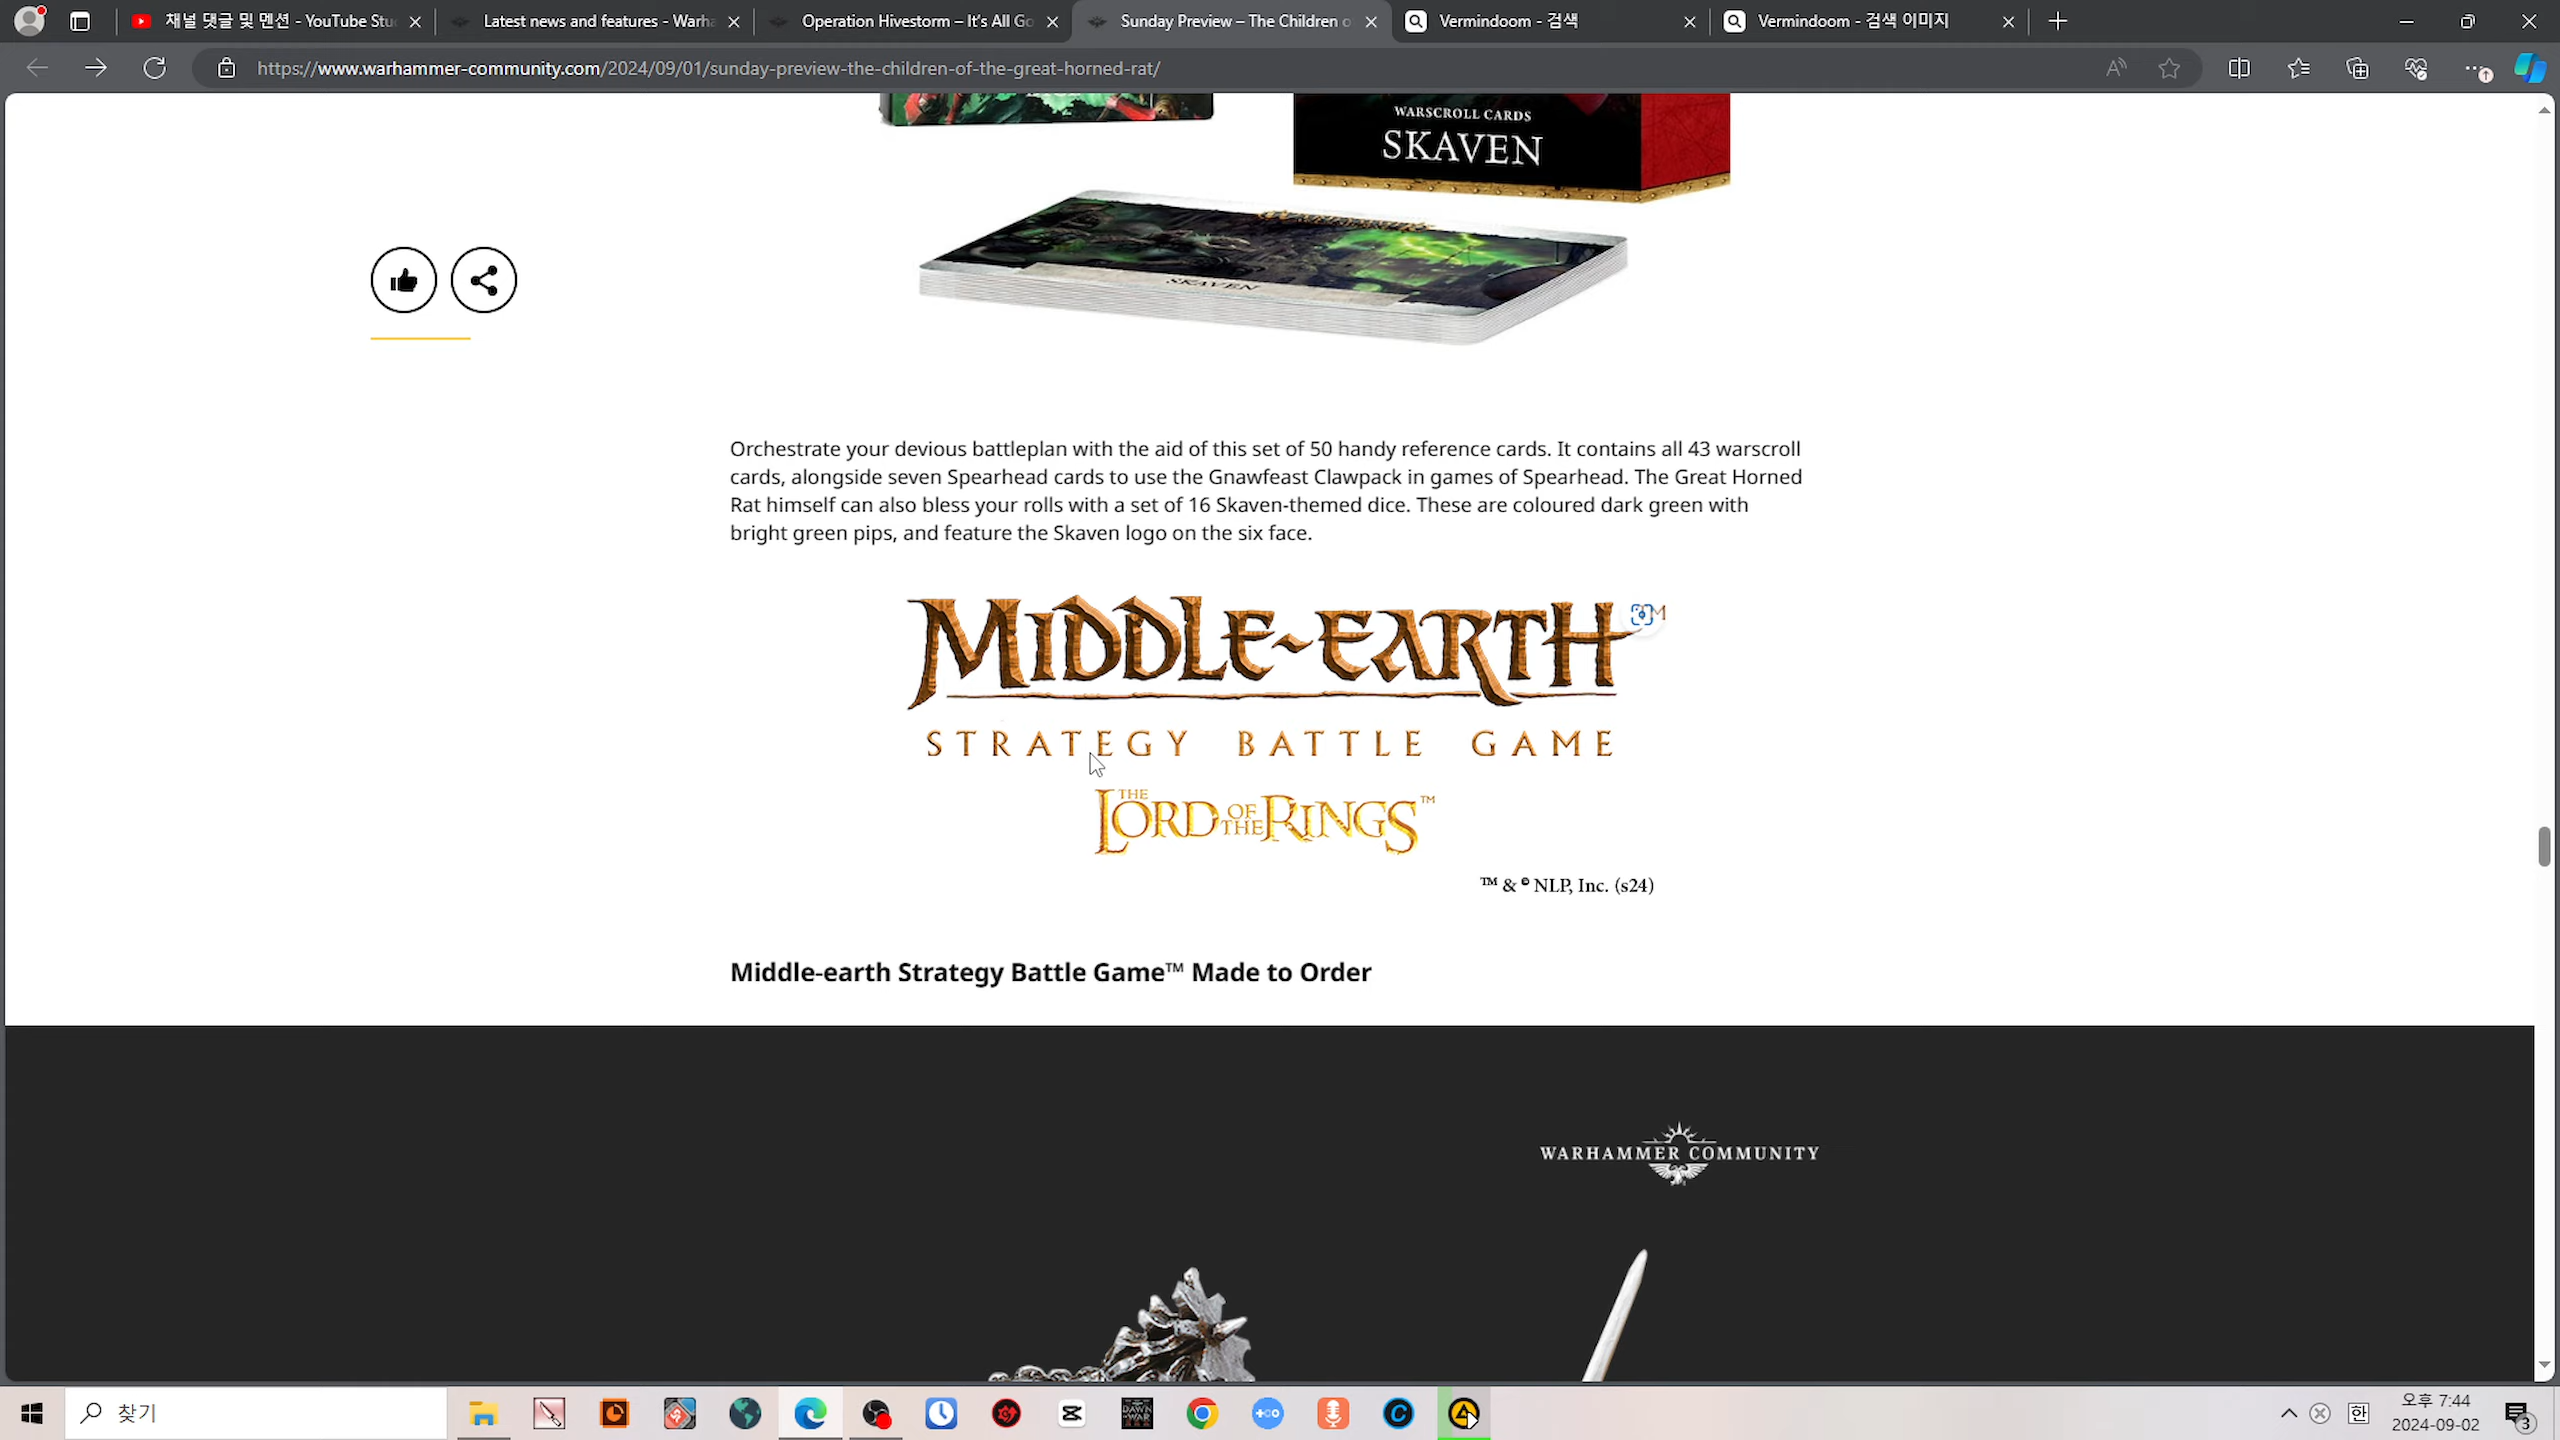 채널 댓글 및 멘션 - YouTube Stu
Latest news and features - Warha
Operation Hivestorm – It's All Go
Sunday Preview – The Children o
Vermindoom - 검색
Vermindoom - 검색 이미지
https://www.warhammer-community.com/2024/09/01/sunday-preview-the-children-of-the-great-horned-rat/
WARSCROLL CARDS
SKAVEN
SKAVEN
Orchestrate your devious battleplan with the aid of this set of 50 handy reference cards. It contains all 43 warscroll
cards, alongside seven Spearhead cards to use the Gnawfeast Clawpack in games of Spearhead. The Great Horned
Rat himself can also bless your rolls with a set of 16 Skaven-themed dice. These are coloured dark green with
bright green pips, and feature the Skaven logo on the six face.
MIDDLE-EARTH
STRATEGY BATTLE GAME
THE LORD OF THE RINGS™
™ & © NLP, Inc. (s24)
Middle-earth Strategy Battle Game™ Made to Order
WARHAMMER COMMUNITY
찾기
DAWN OF WAR
한
오후 7:44
2024-09-02
3